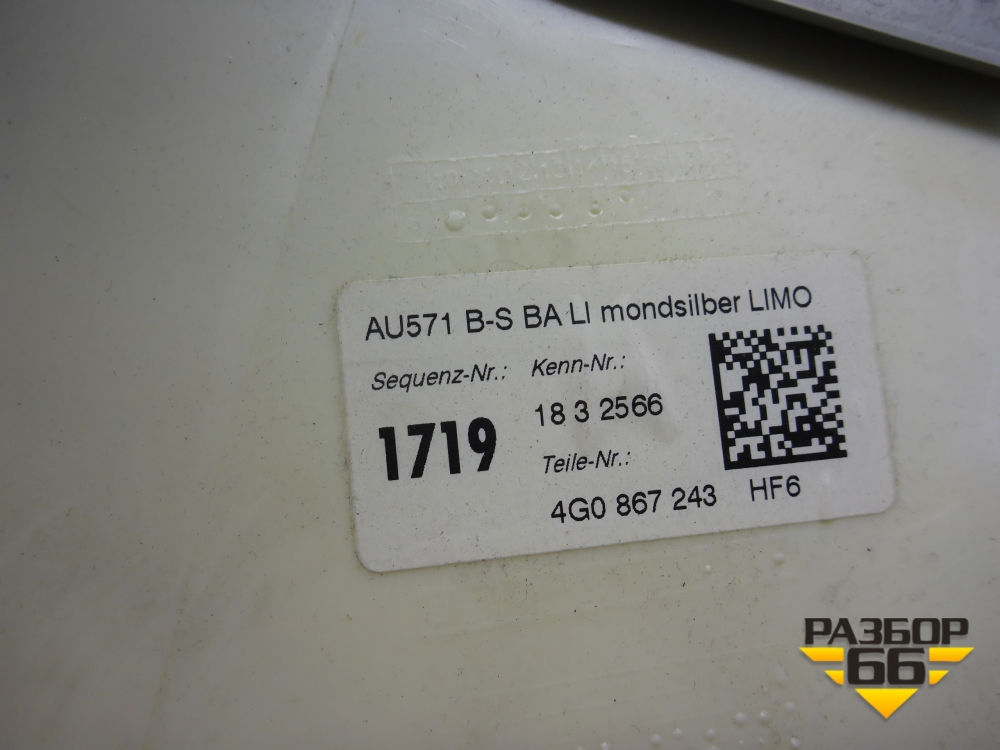 AU571 B-S BA LI mondsilber LIMO
Sequenz-Nr.: Kenn-Nr.:
1719 18 3 2566
Teile-Nr.:
4G0 867 243 HF6
РАЗБОР
66